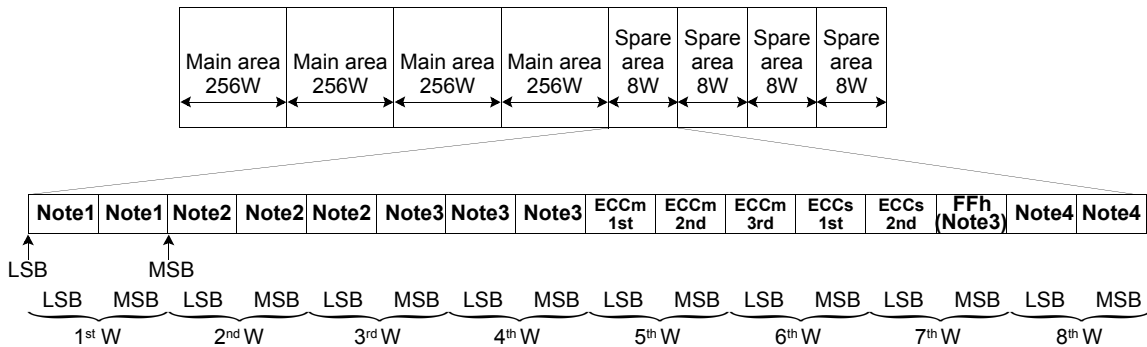 Main area
256W
Main area
256W
Main area
256W
Main area
256W
Spare
area
8W
Spare
area
8W
Spare
area
8W
Spare
area
8W
Note1 Note1 Note2 Note2 Note2 Note3 Note3 Note3 ECCm 1st ECCm 2nd ECCm 3rd ECCs 1st ECCs 2nd FFh (Note3) Note4 Note4
LSB MSB
LSB MSB LSB MSB LSB MSB LSB MSB LSB MSB LSB MSB LSB MSB LSB MSB
1st W 2nd W 3rd W 4th W 5th W 6th W 7th W 8th W